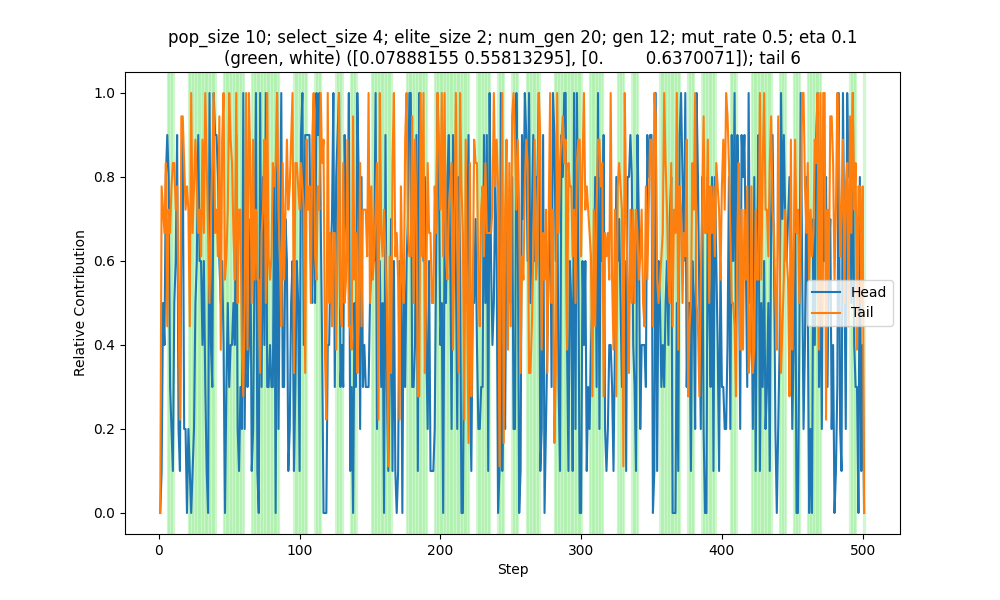 pop_size 10; select_size 4; elite_size 2; num_gen 20; gen 12; mut_rate 0.5; eta 0.1
(green, white) ([0.07888155 0.55813295], [0.        0.6370071]); tail 6
1.0
0.8
0.6
0.4
0.2
0.0
Relative Contribution
Head
Tail
0
100
200
300
400
500
Step